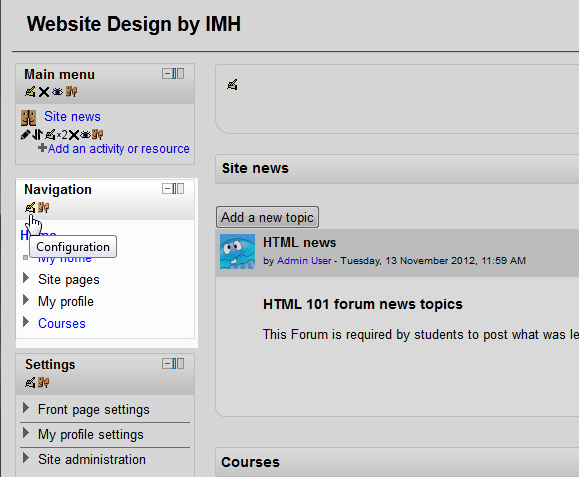 Website Design by IMH
Main menu
Site news
×2
Add an activity or resource
Navigation
Configuration
My home
Site pages
My profile
Courses
Settings
Front page settings
My profile settings
Site administration
Site news
Add a new topic
HTML news
by Admin User - Tuesday, 13 November 2012, 11:59 AM
HTML 101 forum news topics
This Forum is required by students to post what was le
Courses